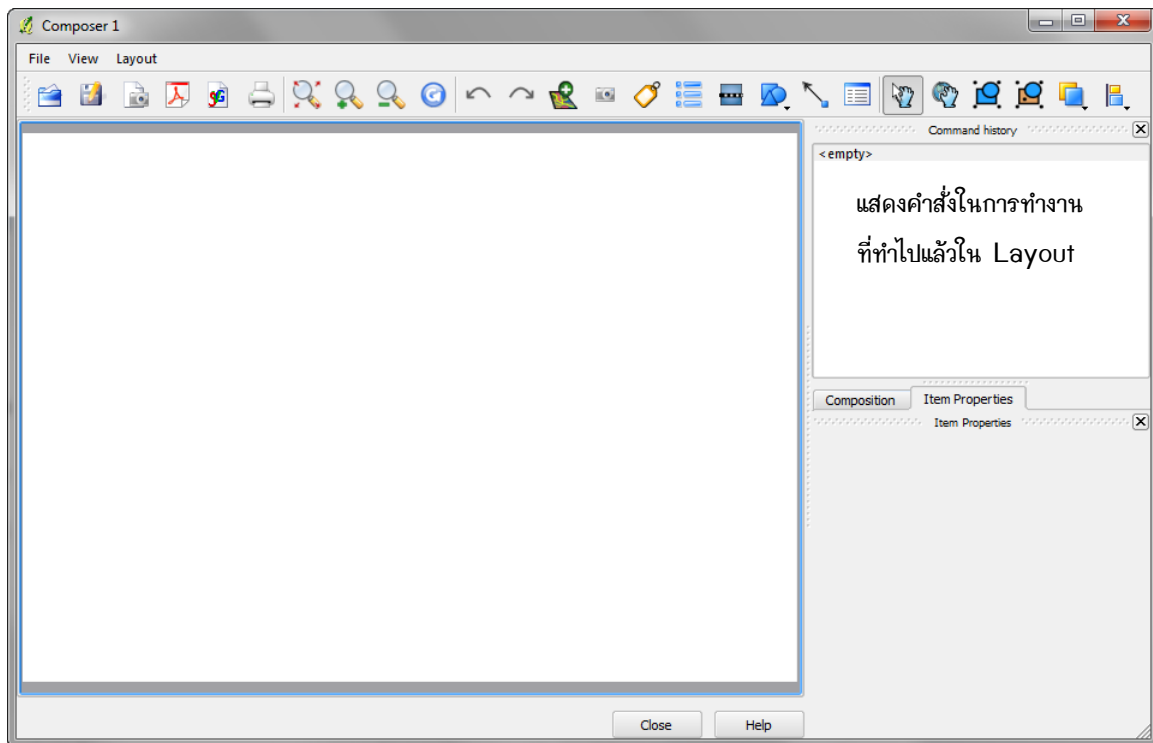 Composer 1
File View Layout
Command history
<empty>
แสดงคำสั่งในการทำงาน
ที่ทำไปแล้วใน Layout
Composition Item Properties
Item Properties
Close Help